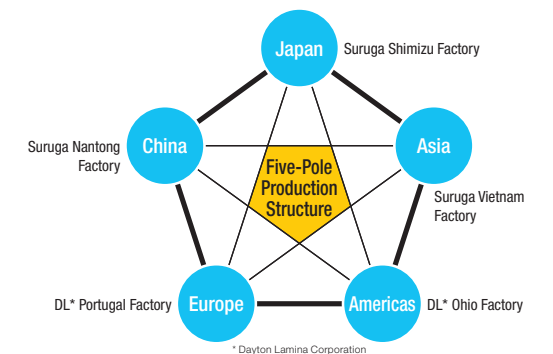 Japan
Suruga Shimizu Factory
China
Suruga Nantong
Factory
Asia
Suruga Vietnam
Factory
Five-Pole
Production
Structure
DL* Portugal Factory
Europe
Americas
DL* Ohio Factory
* Dayton Lamina Corporation